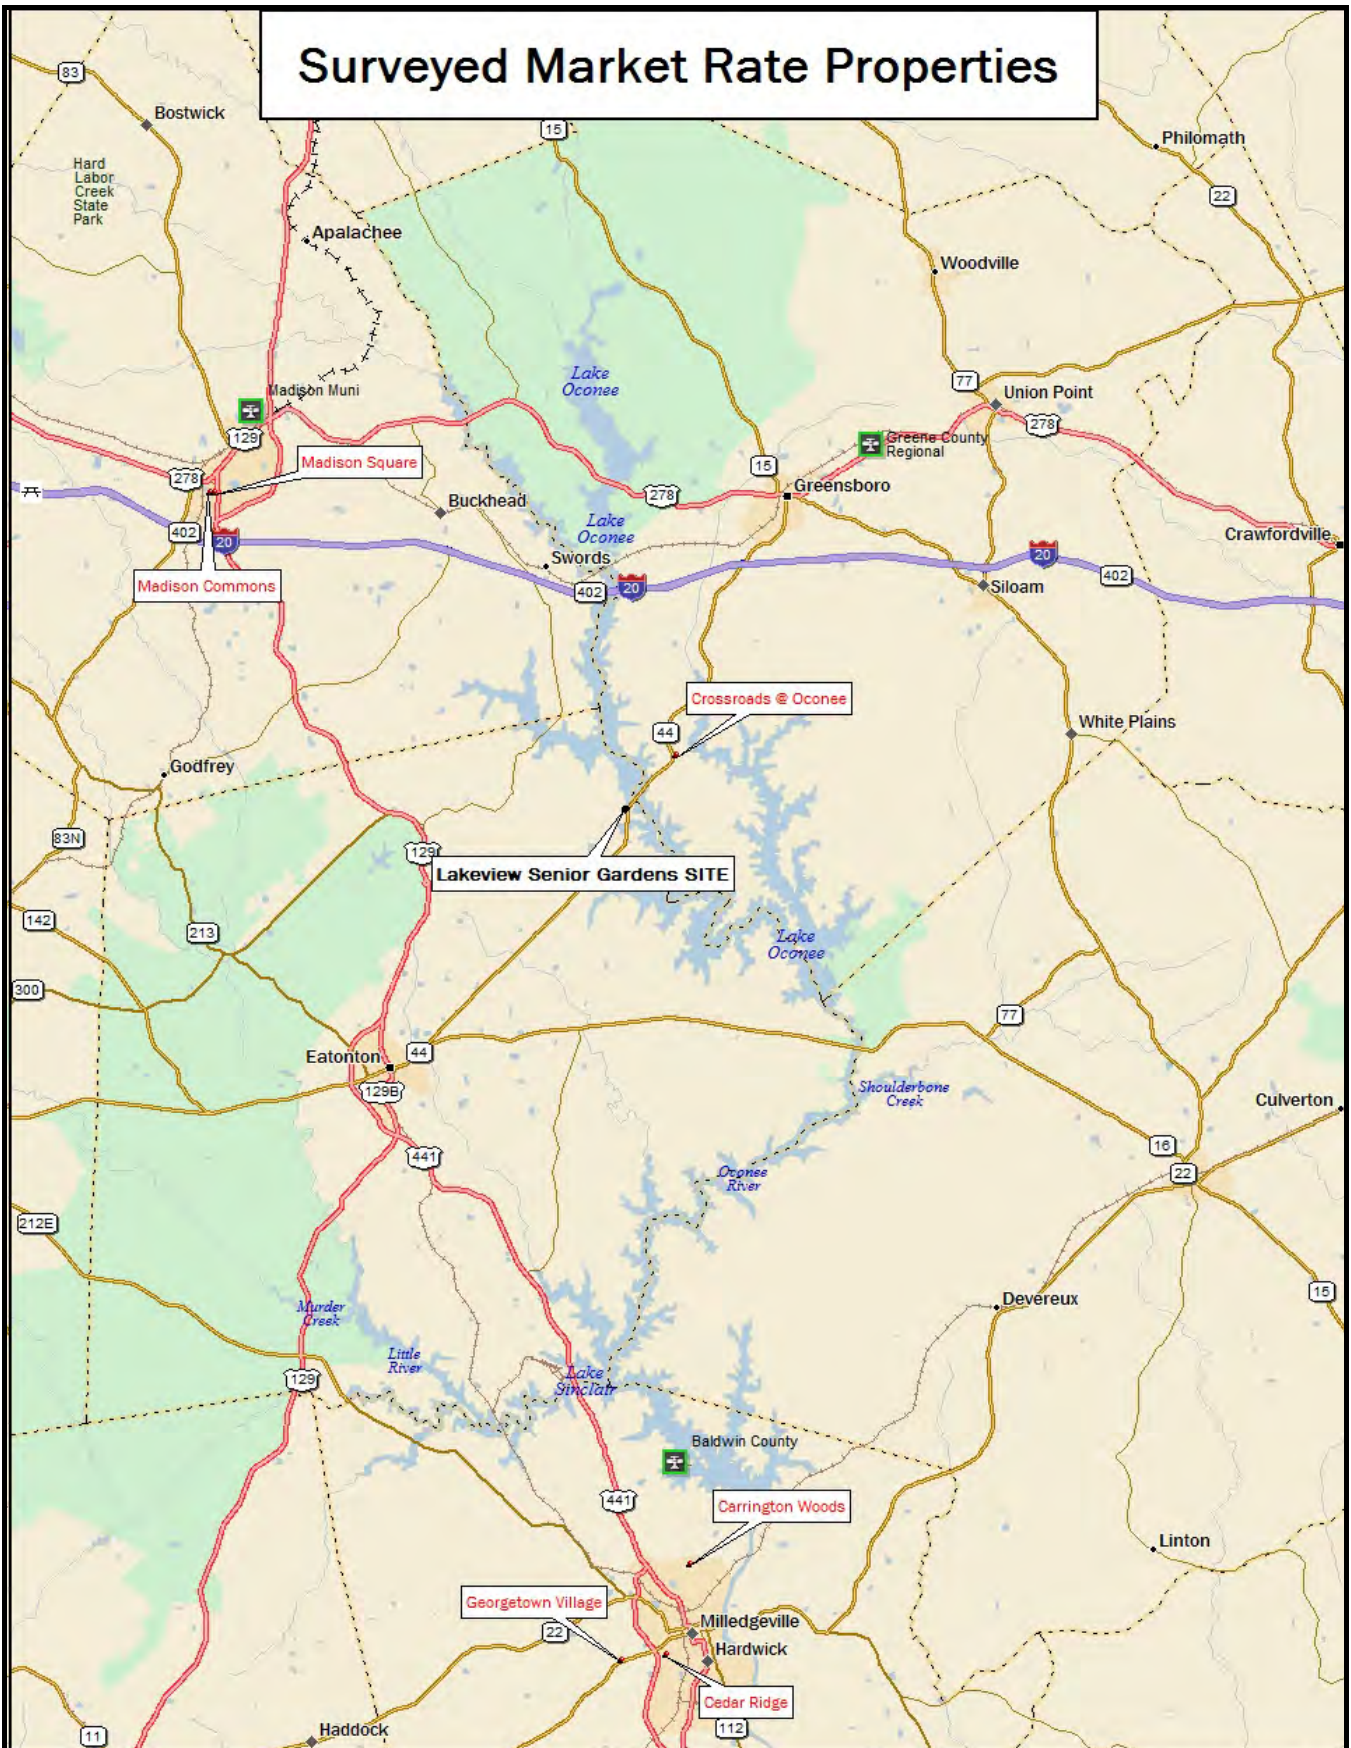 Surveyed Market Rate Properties
83
Bostwick
15
Philomath
Hard
Labor
Creek
State
Park
22
Apalachee
Woodville
Lake
Oconee
77
Madison Muni
Union Point
278
129
Greene County
Regional
Madison Square
15
278
278
Greensboro
Buckhead
Lake
Oconee
402
20
Crawfordville
Swords
20
Madison Commons
402
20
402
Siloam
Crossroads @ Oconee
44
White Plains
Godfrey
83N
129
Lakeview Senior Gardens SITE
142
213
Lake
Oconee
300
77
Eatonton
44
129B
Shoulderbone
Creek
Culverton
16
441
22
Oconee
River
212E
15
Devereux
Murder
Creek
Little
River
129
Lake
Sinclair
Baldwin County
441
Carrington Woods
Linton
Georgetown Village
22
Milledgeville
Hardwick
Cedar Ridge
11
Haddock
112